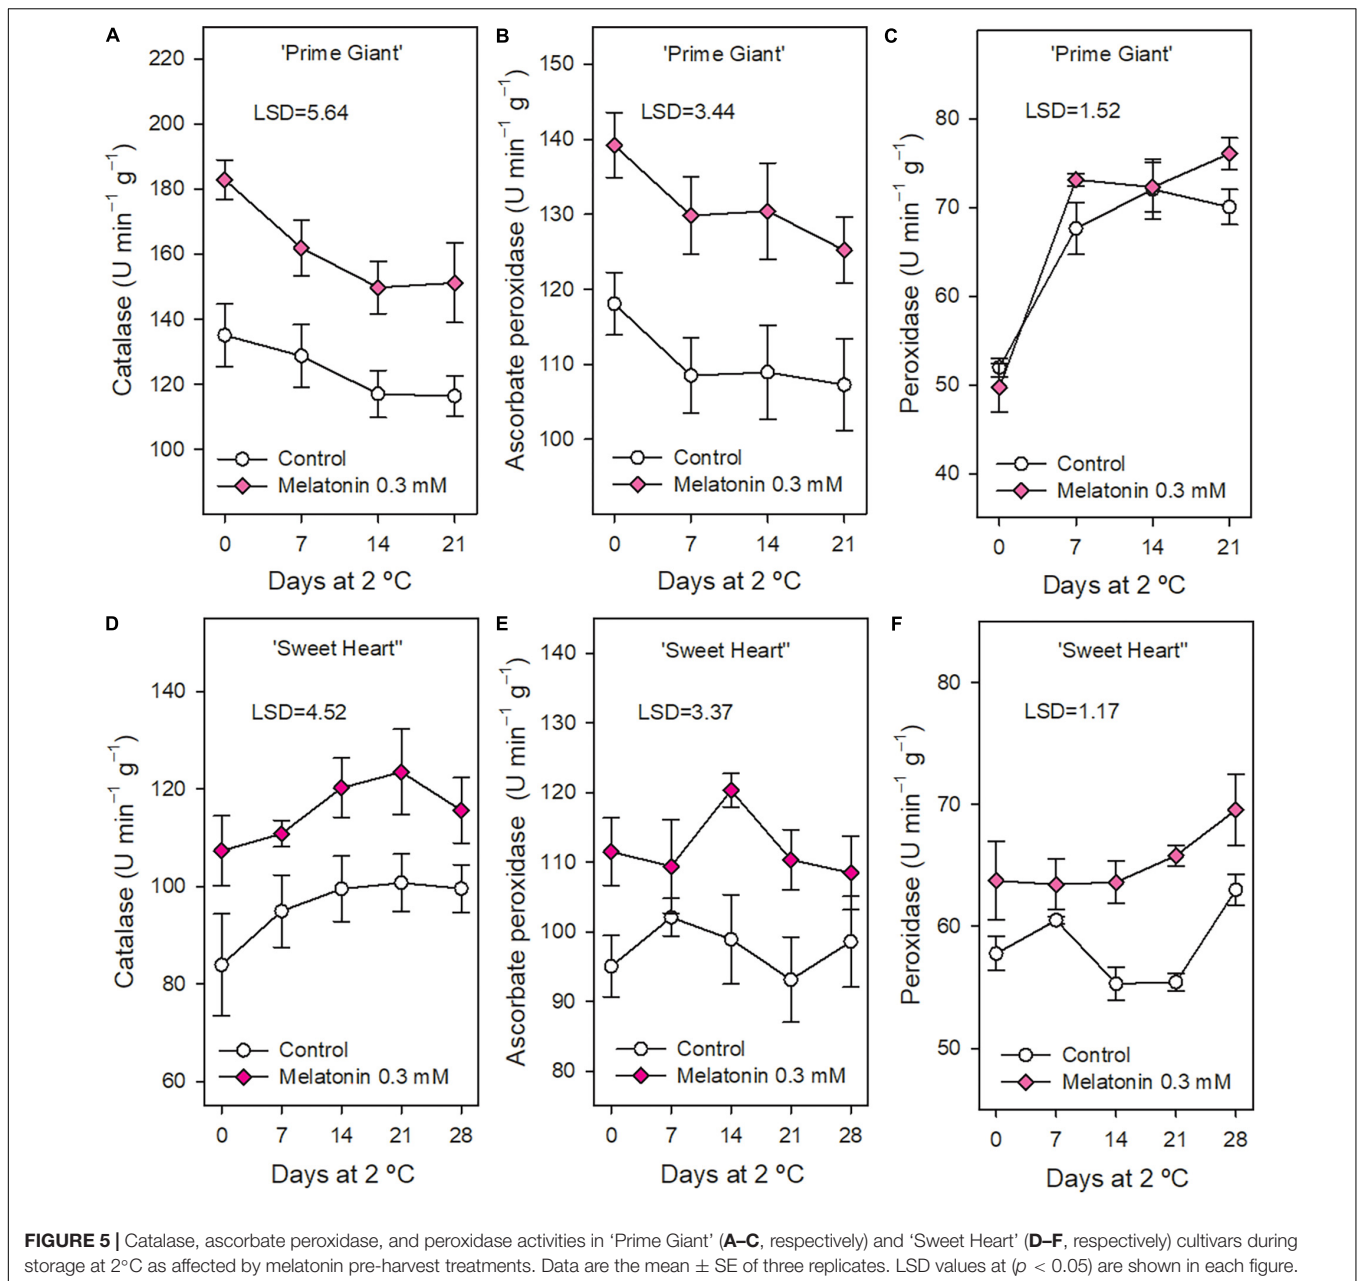 A
'Prime Giant'
LSD=5.64
Catalase (U min⁻¹ g⁻¹)
220
200
180
160
140
120
100
Control
Melatonin 0.3 mM
0 7 14 21
Days at 2 ºC
B
'Prime Giant'
LSD=3.44
Ascorbate peroxidase (U min⁻¹ g⁻¹)
150
140
130
120
110
100
Control
Melatonin 0.3 mM
0 7 14 21
Days at 2 ºC
C
'Prime Giant'
LSD=1.52
Peroxidase (U min⁻¹ g⁻¹)
80
70
60
50
40
Control
Melatonin 0.3 mM
0 7 14 21
Days at 2 ºC
D
'Sweet Heart"
LSD=4.52
Catalase (U min⁻¹ g⁻¹)
140
120
100
80
60
Control
Melatonin 0.3 mM
0 7 14 21 28
Days at 2 ºC
E
'Sweet Heart"
LSD=3.37
Ascorbate peroxidase (U min⁻¹ g⁻¹)
140
130
120
110
100
90
80
Control
Melatonin 0.3 mM
0 7 14 21 28
Days at 2 ºC
F
'Sweet Heart"
LSD=1.17
Peroxidase (U min⁻¹ g⁻¹)
80
70
60
50
Control
Melatonin 0.3 mM
0 7 14 21 28
Days at 2 ºC
FIGURE 5 | Catalase, ascorbate peroxidase, and peroxidase activities in ‘Prime Giant’ (A–C, respectively) and ‘Sweet Heart’ (D–F, respectively) cultivars during
storage at 2°C as affected by melatonin pre-harvest treatments. Data are the mean ± SE of three replicates. LSD values at (p < 0.05) are shown in each figure.